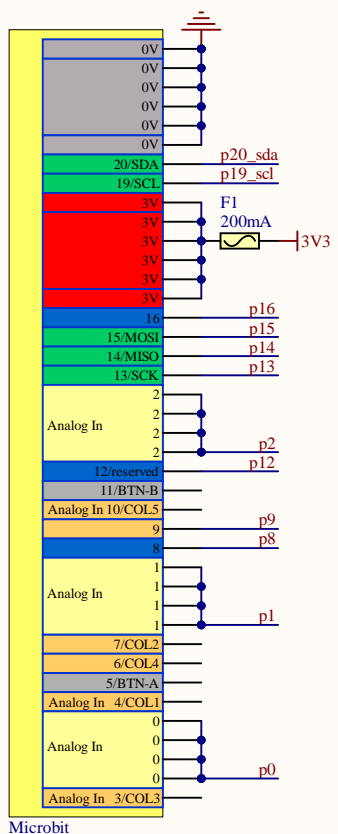 0V
0V
0V
0V
0V
0V
20/SDA p20_sda
19/SCL p19_scl
3V F1
3V 200mA
3V 3V3
3V
3V
3V
16 p16
15/MOSI p15
14/MISO p14
13/SCK p13
2
2
Analog In 2
2 p2
12/reserved p12
11/BTN-B
Analog In 10/COL5
9 p9
8 p8
1
Analog In 1
1
1 p1
7/COL2
6/COL4
5/BTN-A
Analog In 4/COL1
0
Analog In 0
0
0 p0
Analog In 3/COL3
Microbit